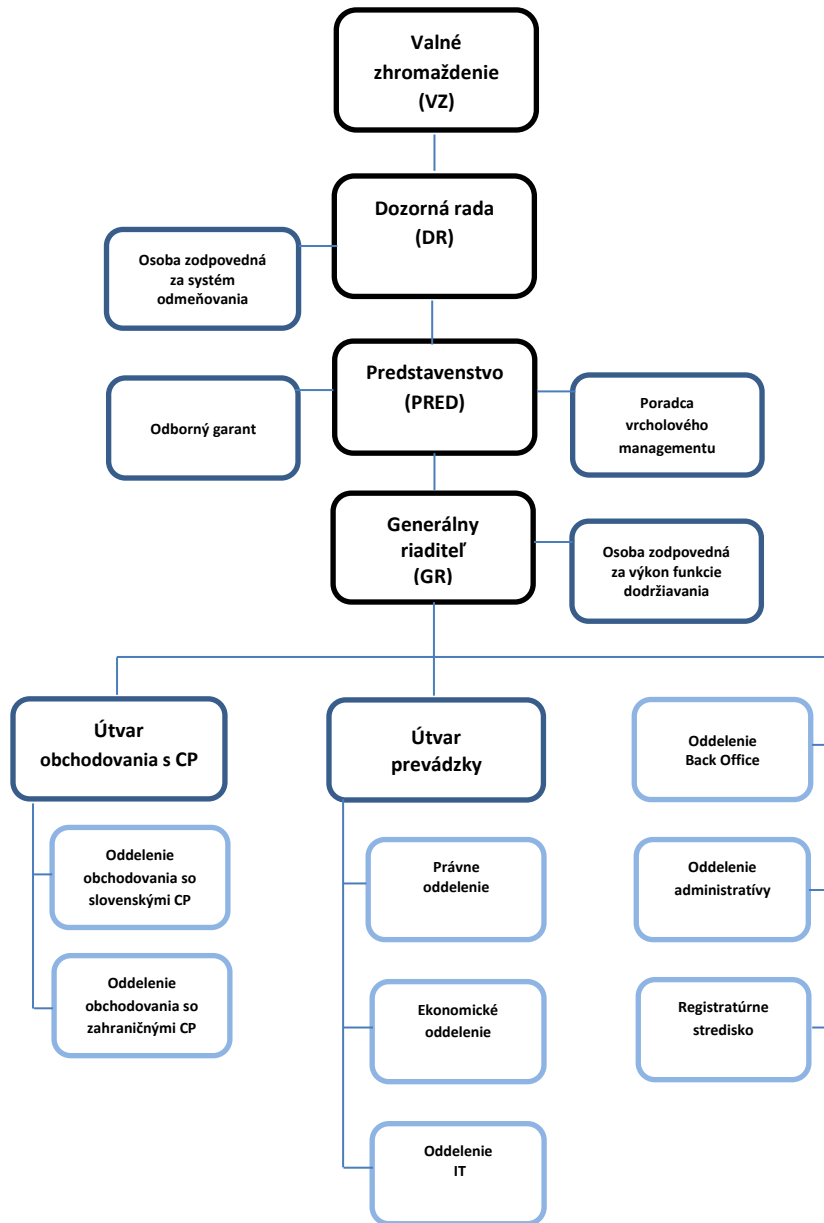 Valné
zhromaždenie
(VZ)
Dozorná rada
(DR)
Osoba zodpovedná
za systém
odmeňovania
Predstavenstvo
(PRED)
Odborný garant
Poradca
vrcholového
managementu
Generálny
riaditeľ
(GR)
Osoba zodpovedná
za výkon funkcie
dodržiavania
Útvar
obchodovania s CP
Oddelenie
obchodovania so
slovenskými CP
Oddelenie
obchodovania so
zahraničnými CP
Útvar
prevádzky
Právne
oddelenie
Ekonomické
oddelenie
Oddelenie
IT
Oddelenie
Back Office
Oddelenie
administratívy
Registratúrne
stredisko